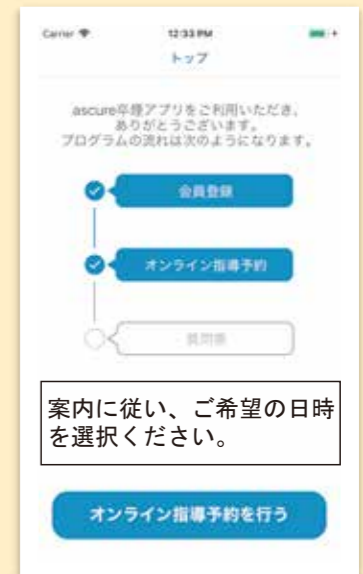 Carrier
12:33 PM
トップ
ascure卒煙アプリをご利用いただき、
ありがとうございます。
プログラムの流れは次のようになります。
会員登録
オンライン指導予約
質問票
案内に従い、ご希望の日時
を選択ください。
オンライン指導予約を行う